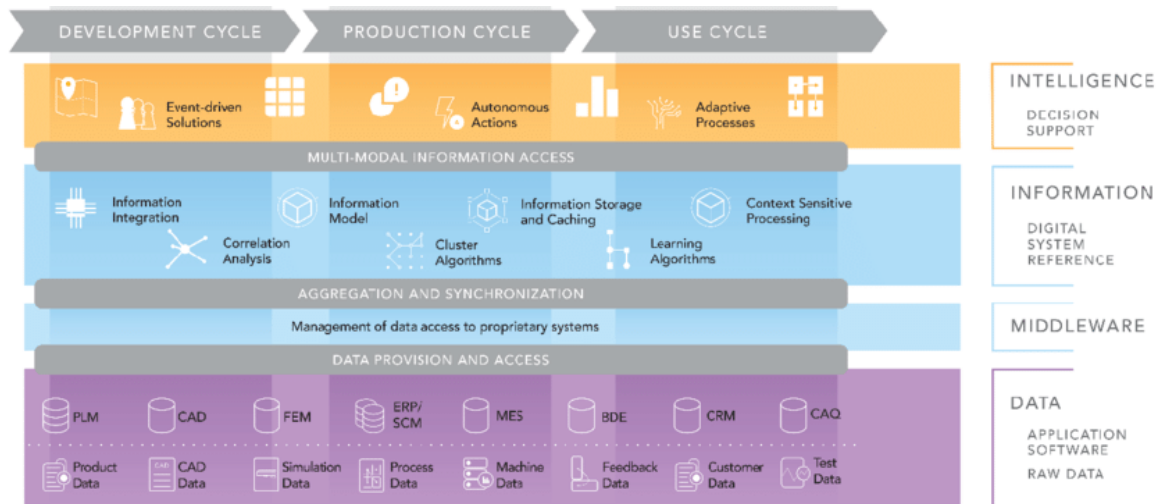 DEVELOPMENT CYCLE
PRODUCTION CYCLE
USE CYCLE
Event-driven
Solutions
Autonomous
Actions
Adaptive
Processes
INTELLIGENCE
DECISION
SUPPORT
MULTI-MODAL INFORMATION ACCESS
Information
Integration
Information
Model
Information Storage
and Caching
Context Sensitive
Processing
Correlation
Analysis
Cluster
Algorithms
Learning
Algorithms
INFORMATION
DIGITAL
SYSTEM
REFERENCE
AGGREGATION AND SYNCHRONIZATION
Management of data access to proprietary systems
MIDDLEWARE
DATA PROVISION AND ACCESS
PLM
CAD
FEM
ERP/
SCM
MES
BDE
CRM
CAQ
Product
Data
CAD
CAD
Data
Simulation
Data
Process
Data
Machine
Data
Feedback
Data
Customer
Data
Test
Data
DATA
APPLICATION
SOFTWARE
RAW DATA